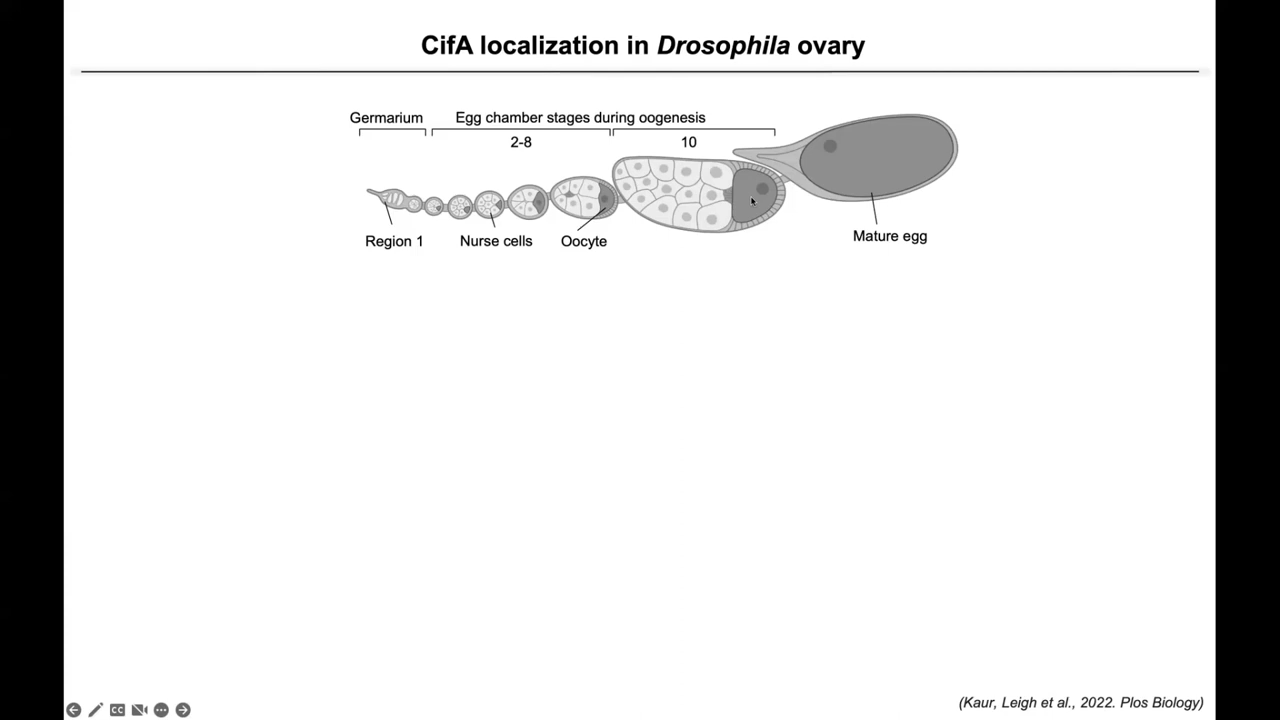 CifA localization in Drosophila ovary
Germarium
Egg chamber stages during oogenesis
2-8
10
Region 1
Nurse cells
Oocyte
Mature egg
CC
(Kaur, Leigh et al., 2022. Plos Biology)